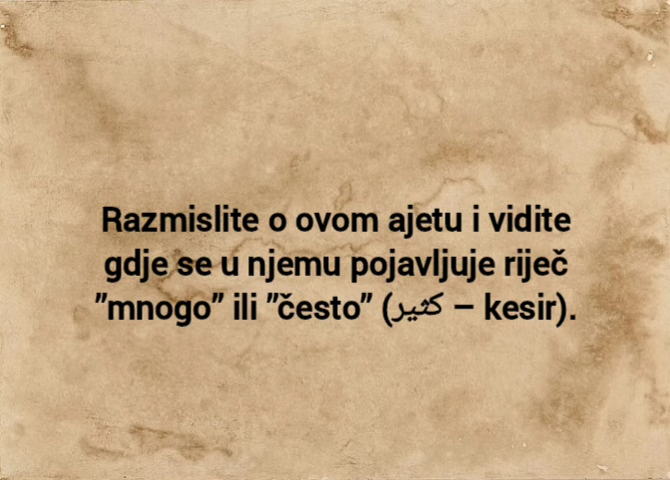 Razmislite o ovom ajetu i vidite
gdje se u njemu pojavljuje riječ
”mnogo” ili ”često” (كثير – kesir).